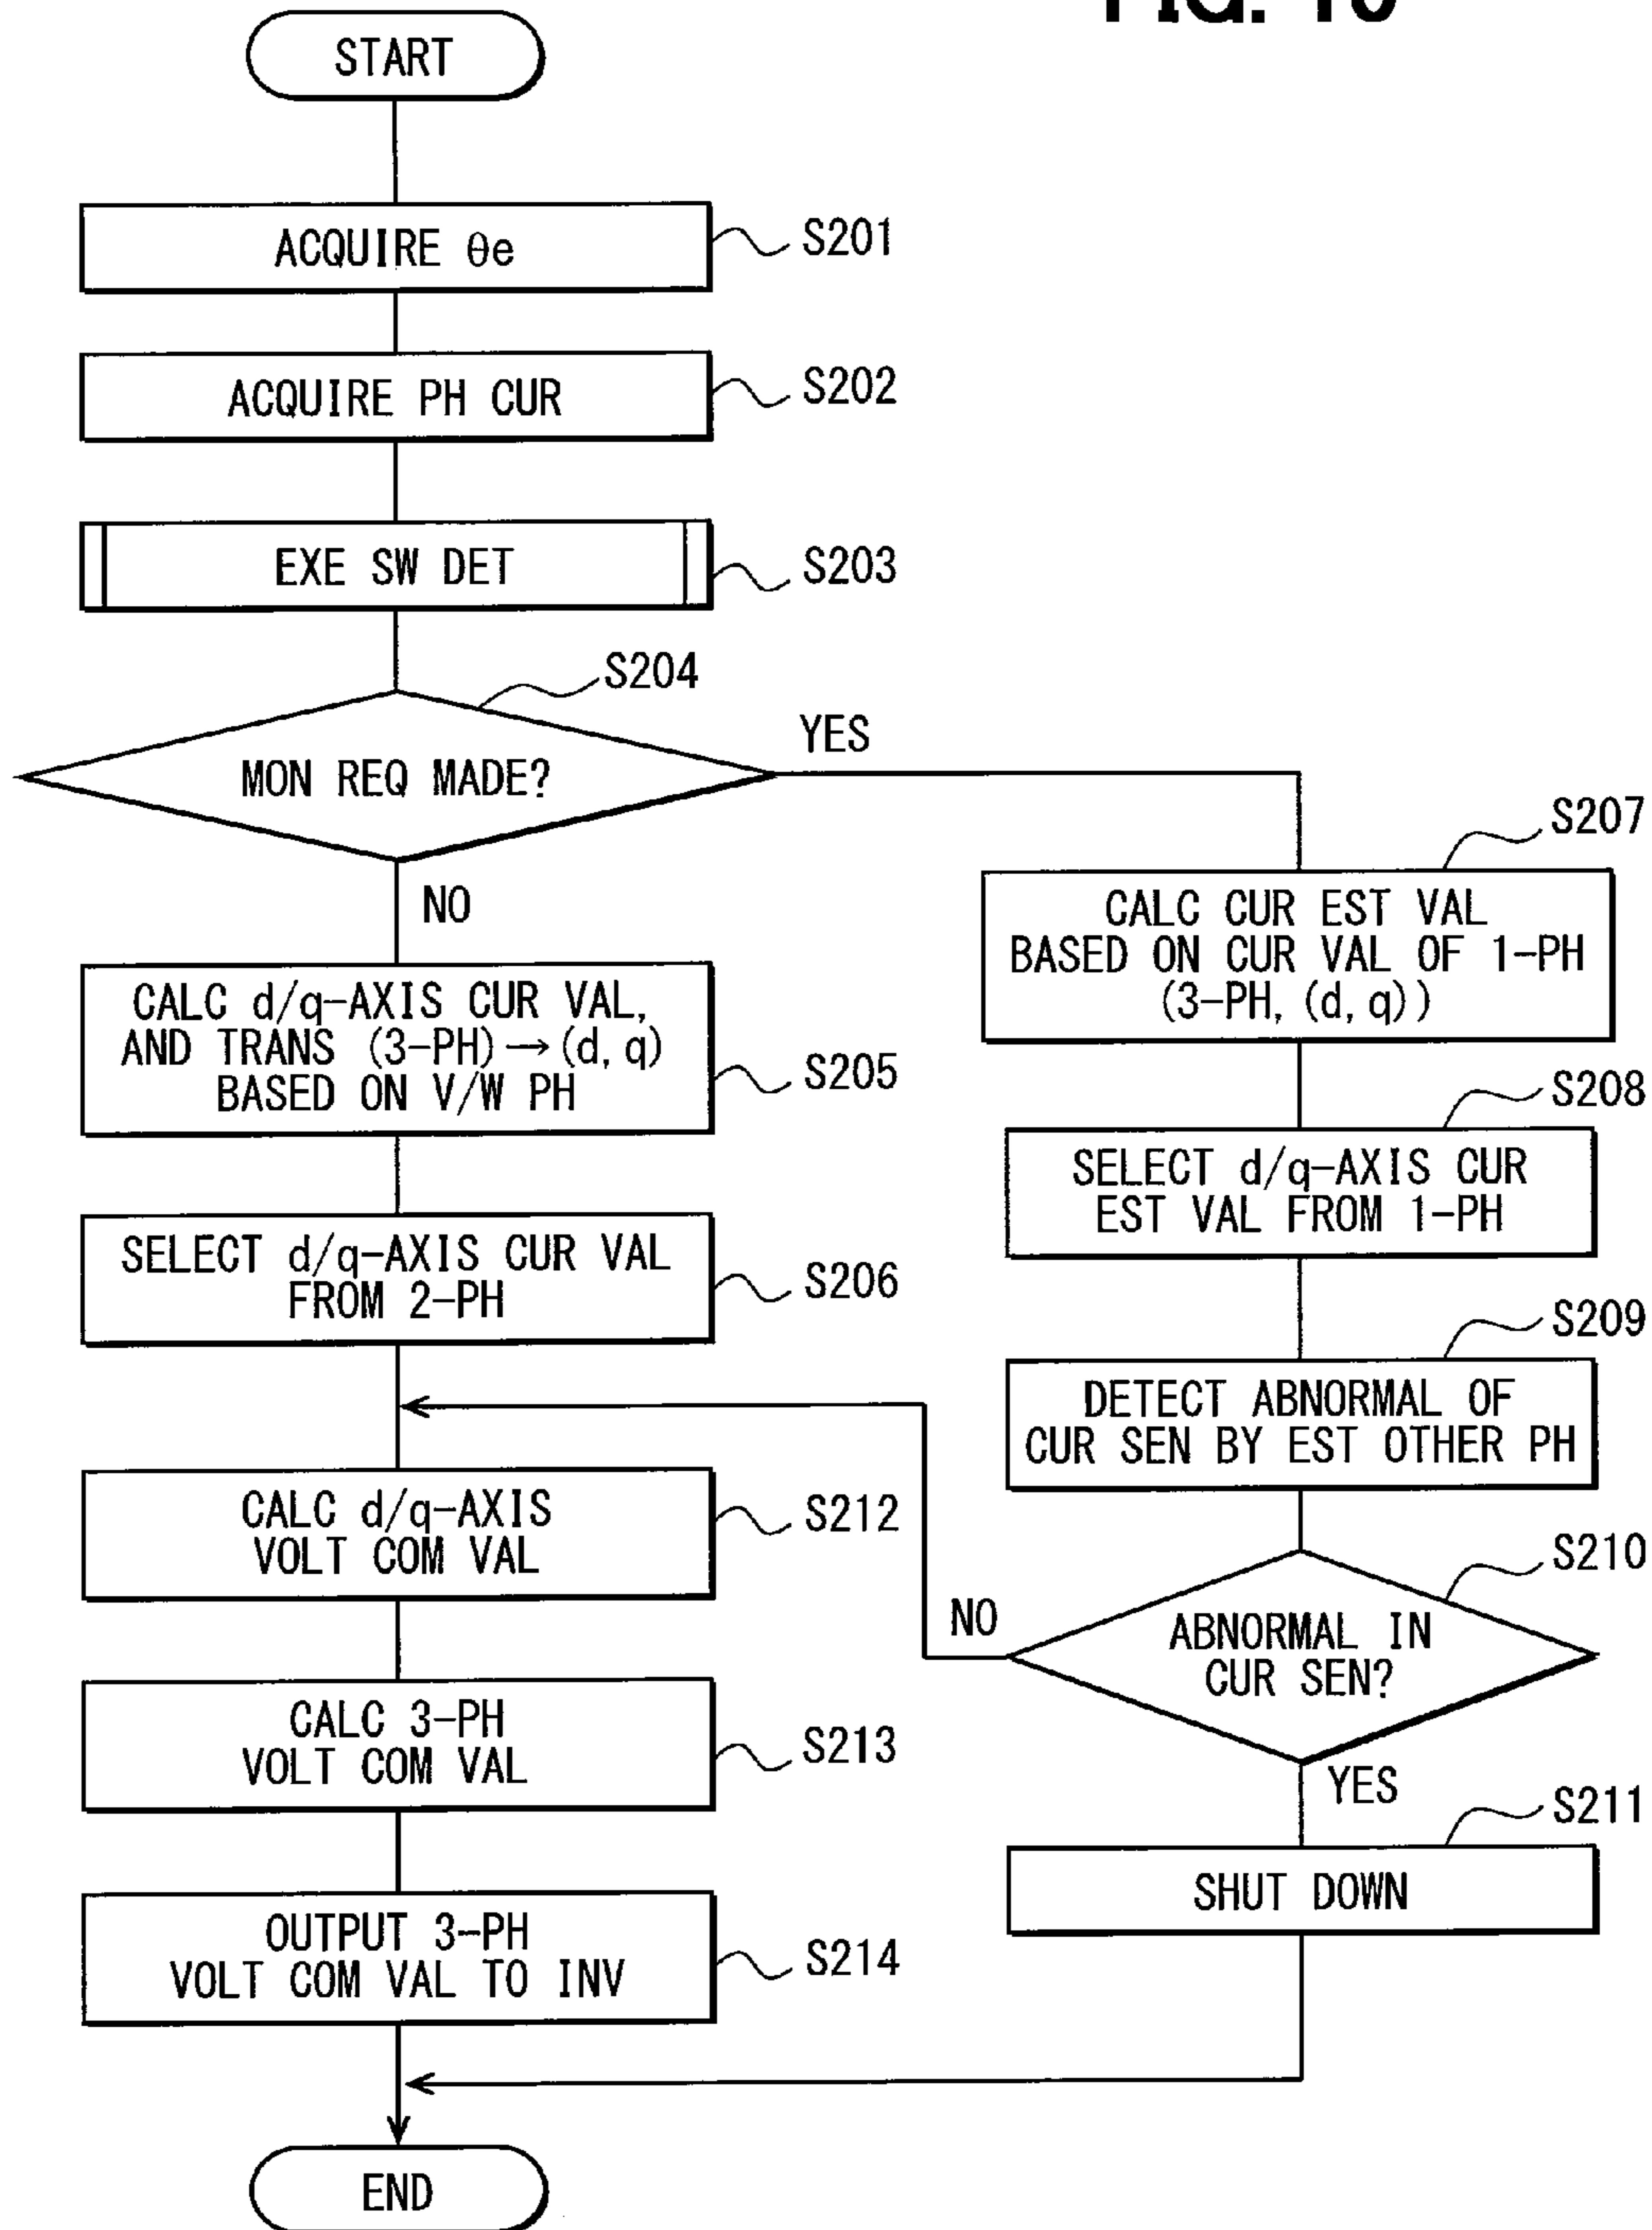 START
ACQUIRE θe
S201
ACQUIRE PH CUR
S202
EXE SW DET
S203
S204
MON REQ MADE?
YES
NO
CALC d/q-AXIS CUR VAL,
AND TRANS (3-PH)→(d, q)
BASED ON V/W PH
S205
SELECT d/q-AXIS CUR VAL
FROM 2-PH
S206
S207
CALC CUR EST VAL
BASED ON CUR VAL OF 1-PH
(3-PH, (d, q))
S208
SELECT d/q-AXIS CUR
EST VAL FROM 1-PH
S209
DETECT ABNORMAL OF
CUR SEN BY EST OTHER PH
S210
ABNORMAL IN
CUR SEN?
NO
YES
S211
SHUT DOWN
CALC d/q-AXIS
VOLT COM VAL
S212
CALC 3-PH
VOLT COM VAL
S213
OUTPUT 3-PH
VOLT COM VAL TO INV
S214
END